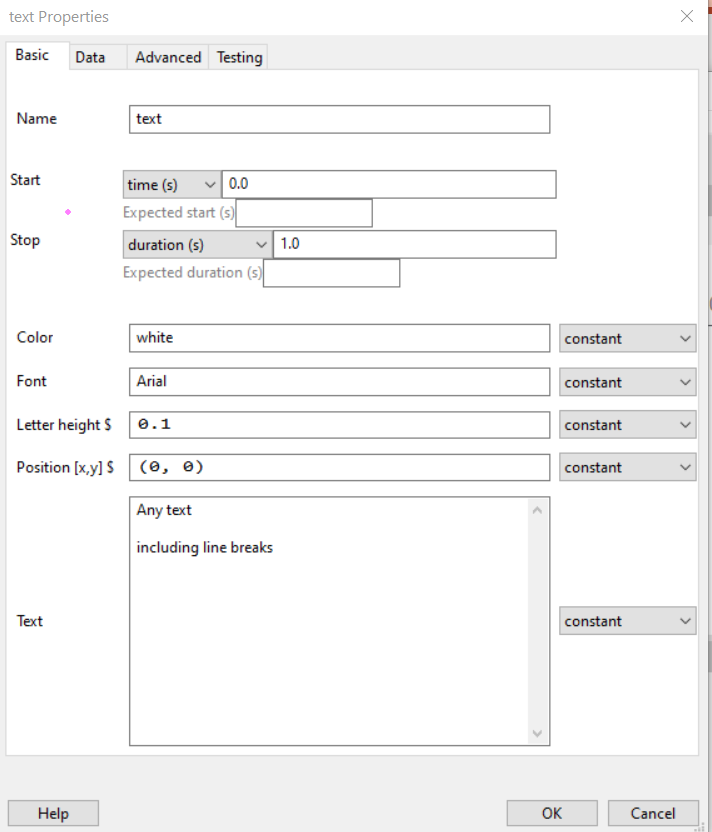 text Properties
Basic Data Advanced Testing
Name text
Start time (s) 0.0
Expected start (s)
Stop duration (s) 1.0
Expected duration (s)
Color white constant
Font Arial constant
Letter height $ 0.1 constant
Position [x,y] $ (0, 0) constant
Any text
including line breaks
Text constant
Help OK Cancel